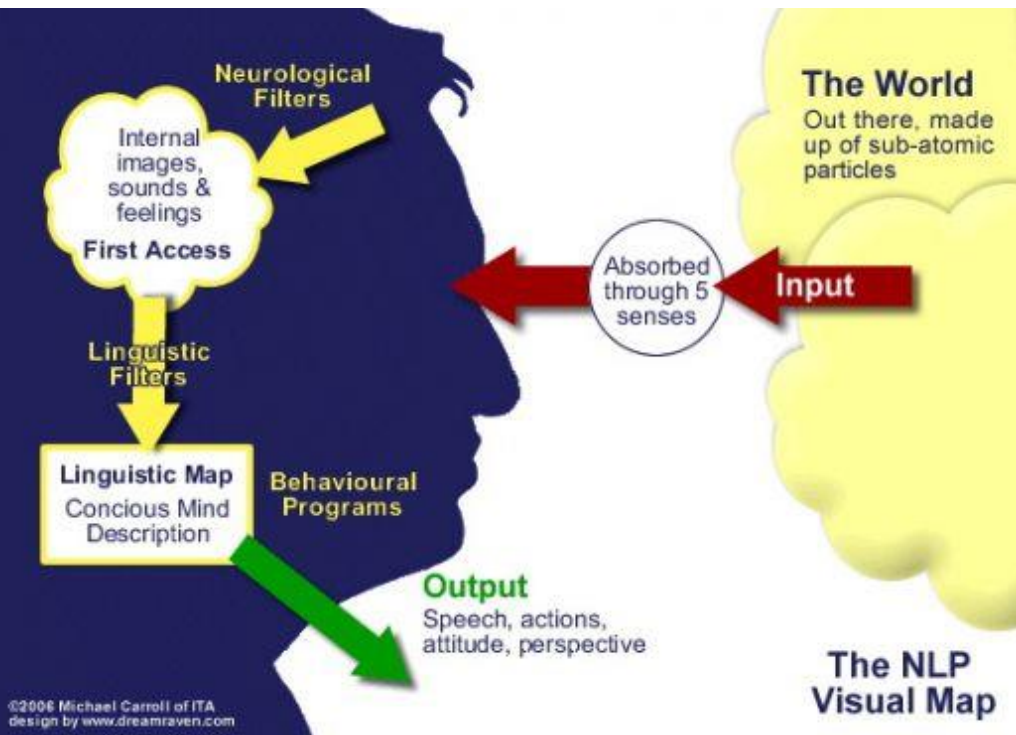 The World
Out there, made
up of sub-atomic
particles
Input
Absorbed
through 5
senses
Neurological
Filters
Internal
images,
sounds &
feelings
First Access
Linguistic
Filters
Linguistic Map
Concious Mind
Description
Behavioural
Programs
Output
Speech, actions,
attitude, perspective
The NLP
Visual Map
©2006 Michael Carroll of ITA
design by www.dreamraven.com